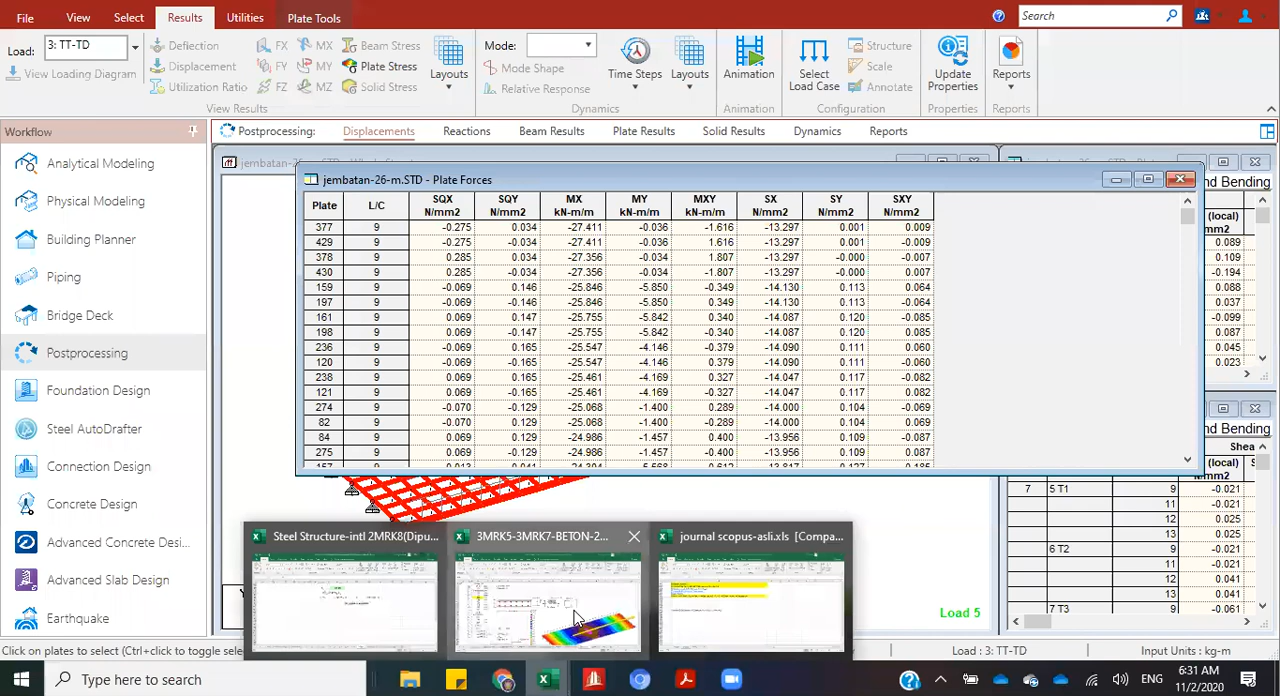 File View Select Results Utilities Plate Tools Search
Load: 3: TT-TD
View Loading Diagram
Deflection FX MX Beam Stress
Displacement FY MY Plate Stress
Utilization Ratio FZ MZ Solid Stress
Layouts
View Results
Mode:
Mode Shape
Relative Response
Time Steps Layouts
Dynamics
Animation
Animation
Select Load Case
Structure
Scale
Annotate
Configuration
Update Properties
Properties
Reports
Reports
Workflow
Postprocessing: Displacements Reactions Beam Results Plate Results Solid Results Dynamics Reports
Analytical Modeling
Physical Modeling
Building Planner
Piping
Bridge Deck
Postprocessing
Foundation Design
Steel AutoDrafter
Connection Design
Concrete Design
Advanced Concrete Desi...
Advanced Slab Design
Earthquake
jembatan-26-m.STD - Plate Forces
Plate L/C SQX N/mm2 SQY N/mm2 MX kN-m/m MY kN-m/m MXY kN-m/m SX N/mm2 SY N/mm2 SXY N/mm2
377 9 -0.275 0.034 -27.411 -0.036 -1.616 -13.297 0.001 0.009
429 9 -0.275 -0.034 -27.411 -0.036 1.616 -13.297 0.001 -0.009
378 9 0.285 0.034 -27.356 -0.034 1.807 -13.297 -0.000 -0.007
430 9 0.285 -0.034 -27.356 -0.034 -1.807 -13.297 -0.000 0.007
159 9 -0.069 -0.146 -25.846 -5.850 -0.349 -14.130 0.113 0.064
197 9 -0.069 0.146 -25.846 -5.850 0.349 -14.130 0.113 -0.064
161 9 0.069 -0.147 -25.755 -5.842 0.340 -14.087 0.120 -0.085
198 9 0.069 0.147 -25.755 -5.842 -0.340 -14.087 0.120 0.085
236 9 -0.069 0.165 -25.547 -4.146 -0.379 -14.090 0.111 0.060
120 9 -0.069 -0.165 -25.547 -4.146 0.379 -14.090 0.111 -0.060
238 9 0.069 0.165 -25.461 -4.169 0.327 -14.047 0.117 -0.082
121 9 0.069 -0.165 -25.461 -4.169 -0.327 -14.047 0.117 0.082
274 9 -0.070 -0.129 -25.068 -1.400 0.289 -14.000 0.104 -0.069
82 9 -0.070 0.129 -25.068 -1.400 -0.289 -14.000 0.104 0.069
84 9 0.069 0.129 -24.986 -1.457 0.400 -13.956 0.109 -0.087
275 9 0.069 -0.129 -24.986 -1.457 -0.400 -13.956 0.109 0.087
nd Bending
(local)
mm2
0.089
0.109
-0.194
0.088
0.037
-0.099
0.087
0.045
0.023
nd Bending
Shea
(local)
N/mm2
7 5 T1 9 -0.021
11 0.025
12 0.025
13 0.025
6 T2 9 -0.021
11 -0.021
12 0.041
13 0.041
7 T3 9 -0.061
Load 5
Steel Structure-intl 2MRK8(Dipu...
3MRK5-3MRK7-BETON-2...
journal scopus-asli.xls [Compa...
Click on plates to select (Ctrl+click to toggle selec
Load : 3: TT-TD
Input Units : kg-m
Type here to search
ENG
6:31 AM
11/2/2020